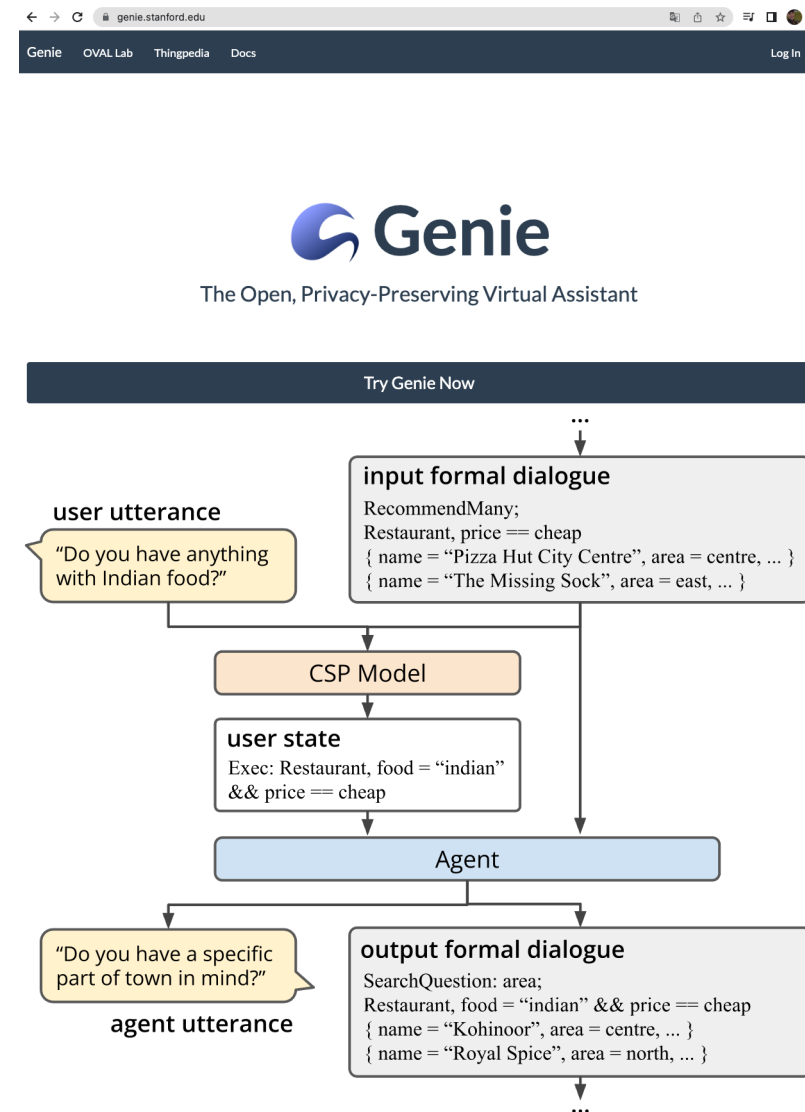 genie.stanford.edu
Genie OVAL Lab Thingpedia Docs Log In
Genie
The Open, Privacy-Preserving Virtual Assistant
Try Genie Now
...
input formal dialogue
RecommendMany;
Restaurant, price == cheap
{ name = “Pizza Hut City Centre”, area = centre, ... }
{ name = “The Missing Sock”, area = east, ... }
user utterance
“Do you have anything
with Indian food?”
CSP Model
user state
Exec: Restaurant, food = “indian”
&& price == cheap
Agent
“Do you have a specific
part of town in mind?”
agent utterance
output formal dialogue
SearchQuestion: area;
Restaurant, food = “indian” && price == cheap
{ name = “Kohinoor”, area = centre, ... }
{ name = “Royal Spice”, area = north, ... }
...